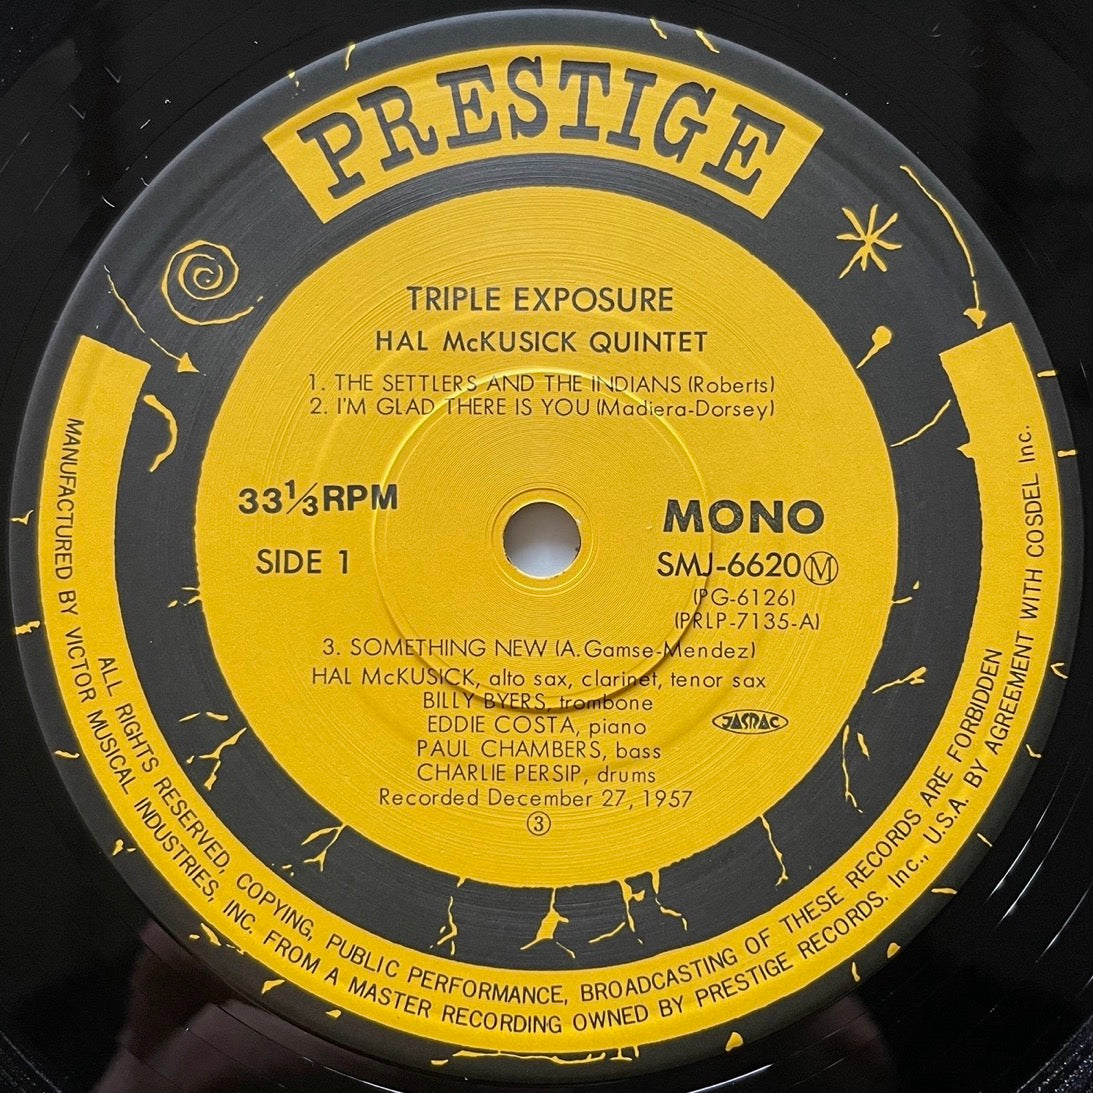 PRESTIGE
TRIPLE EXPOSURE
HAL McKUSICK QUINTET
1. THE SETTLERS AND THE INDIANS (Roberts)
2. I'M GLAD THERE IS YOU (Madiera-Dorsey)
33⅓ RPM
SIDE 1
MONO
SMJ-6620 Ⓜ
(PG-6126)
(PRLP-7135-A)
3. SOMETHING NEW (A. Gamse-Mendez)
HAL McKUSICK, alto sax, clarinet, tenor sax
BILLY BYERS, trombone
EDDIE COSTA, piano
PAUL CHAMBERS, bass
CHARLIE PERSIP, drums
Recorded December 27, 1957
③
JASRAC
ALL RIGHTS RESERVED, COPYING, PUBLIC PERFORMANCE, BROADCASTING OF THESE RECORDS ARE FORBIDDEN
MANUFACTURED BY VICTOR MUSICAL INDUSTRIES, INC. FROM A MASTER RECORDING OWNED BY PRESTIGE RECORDS. Inc., U.S.A. BY AGREEMENT WITH COSDEL Inc.